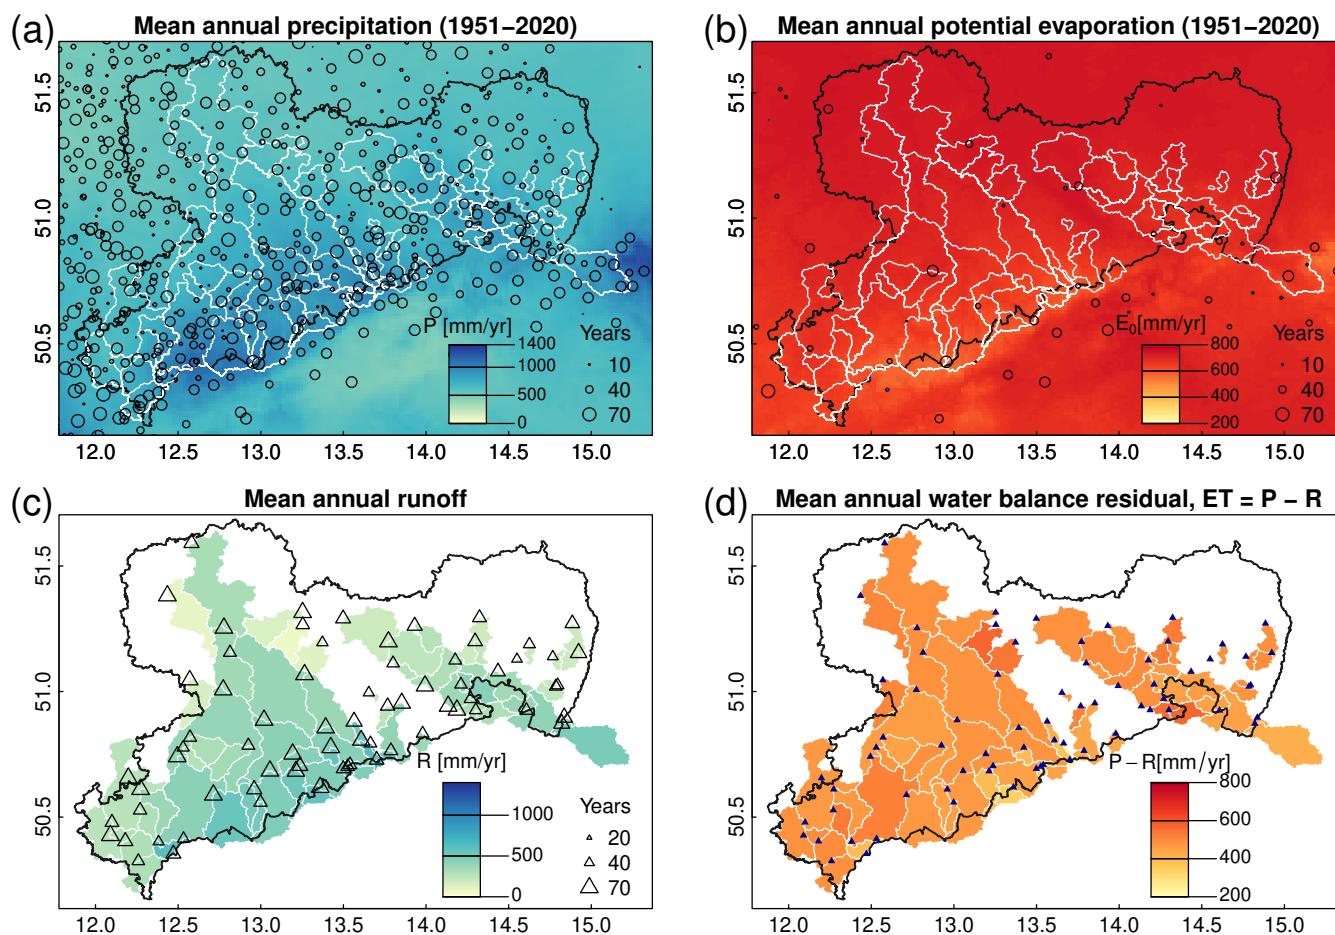 (a)
Mean annual precipitation (1951−2020)
51.5
51.0
50.5
P [mm/yr]
1400
1000
500
0
Years
10
40
70
12.0 12.5 13.0 13.5 14.0 14.5 15.0
(b)
Mean annual potential evaporation (1951−2020)
51.5
51.0
50.5
E*0[mm/yr]
800
600
400
200
Years
10
40
70
12.0 12.5 13.0 13.5 14.0 14.5 15.0
(c)
Mean annual runoff
51.5
51.0
50.5
R [mm/yr]
1000
500
0
Years
20
40
70
12.0 12.5 13.0 13.5 14.0 14.5 15.0
(d)
Mean annual water balance residual, ET = P − R
51.5
51.0
50.5
P − R[mm/yr]
800
600
400
200
12.0 12.5 13.0 13.5 14.0 14.5 15.0